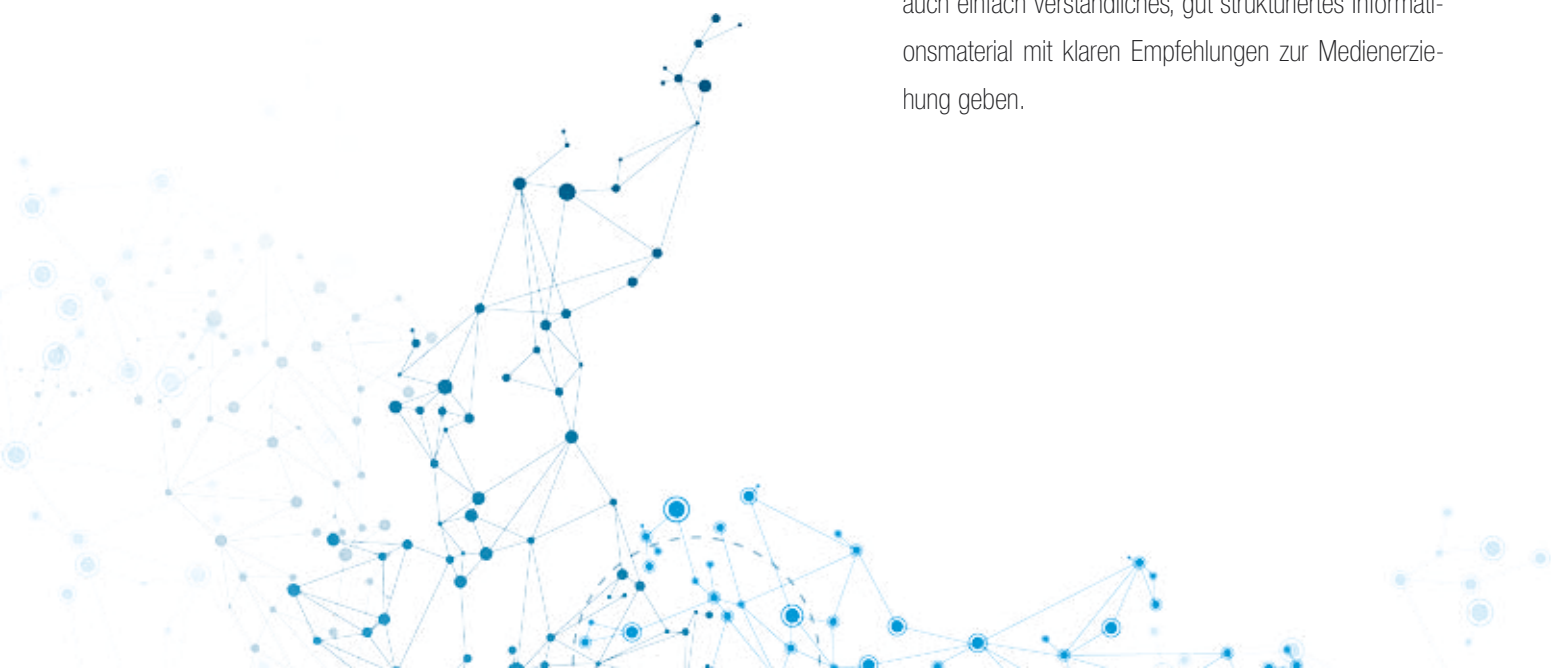 auch einfach verständliches, gut strukturiertes Informati-
onsmaterial mit klaren Empfehlungen zur Medienerzie-
hung geben.